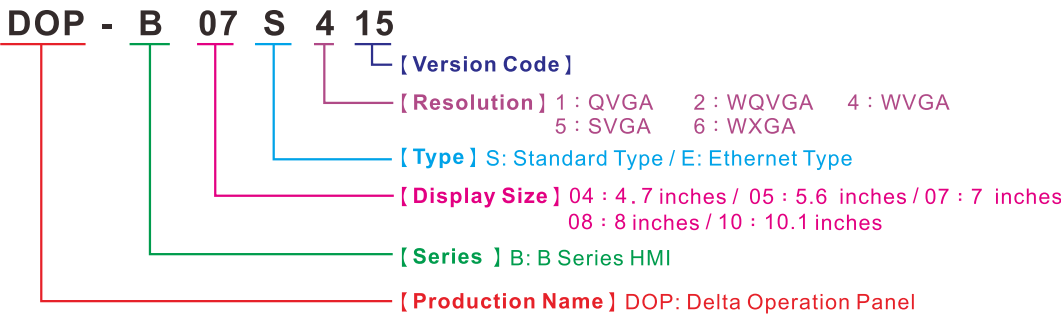 DOP - B 07 S 4 15
【Version Code】
【Resolution】1：QVGA 2：WQVGA 4：WVGA
5：SVGA 6：WXGA
【Type】S: Standard Type / E: Ethernet Type
【Display Size】04：4.7 inches / 05：5.6 inches / 07：7 inches
08：8 inches / 10：10.1 inches
【Series 】B: B Series HMI
【Production Name】DOP: Delta Operation Panel